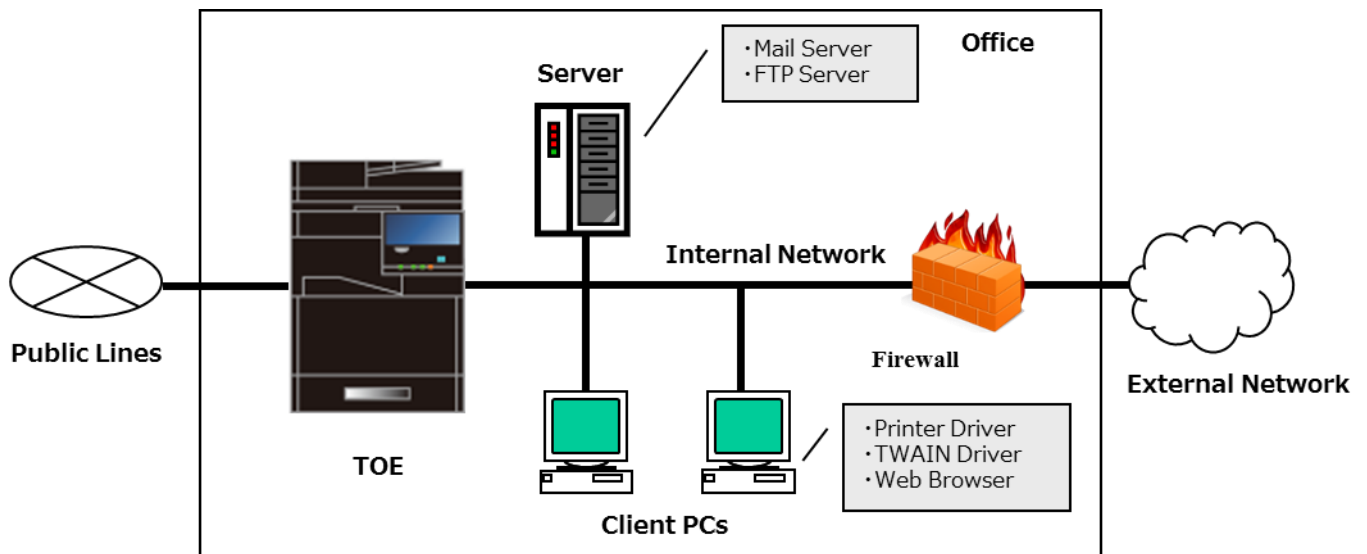 Office
・Mail Server
・FTP Server
Server
Internal Network
Public Lines
Firewall
External Network
TOE
・Printer Driver
・TWAIN Driver
・Web Browser
Client PCs